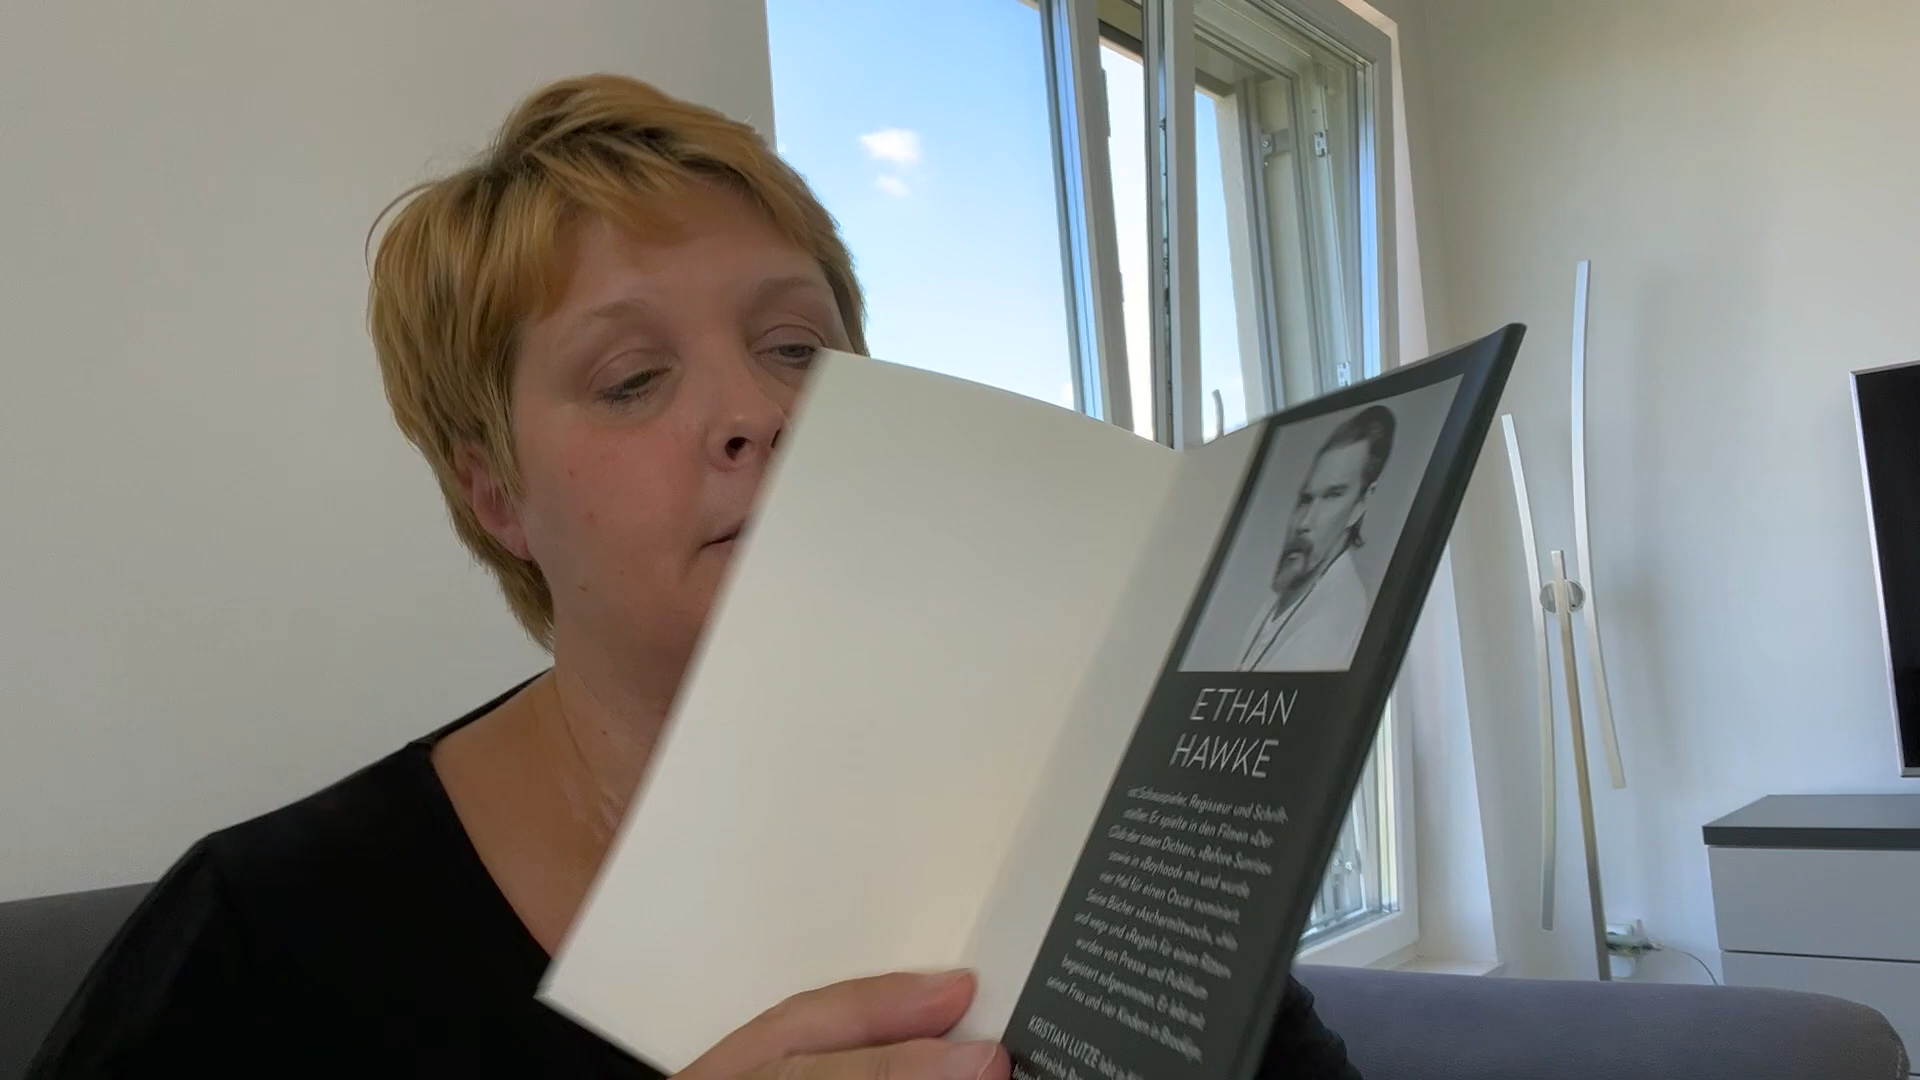 ETHAN
HAWKE
ist Schauspieler, Regisseur und Schrift-
steller. Er spielte in den Filmen »Der
Club der toten Dichter«, »Before Sunrise«
sowie in »Boyhood« mit und wurde
vier Mal für einen Oscar nominiert.
Seine Bücher »Aschermittwoch«, »Hin
und weg« und »Regeln für einen Ritter«
wurden von Presse und Publikum
begeistert aufgenommen. Er lebt mit
seiner Frau und vier Kindern in Brooklyn.
KRISTIAN LUTZE lebt
zahlreiche